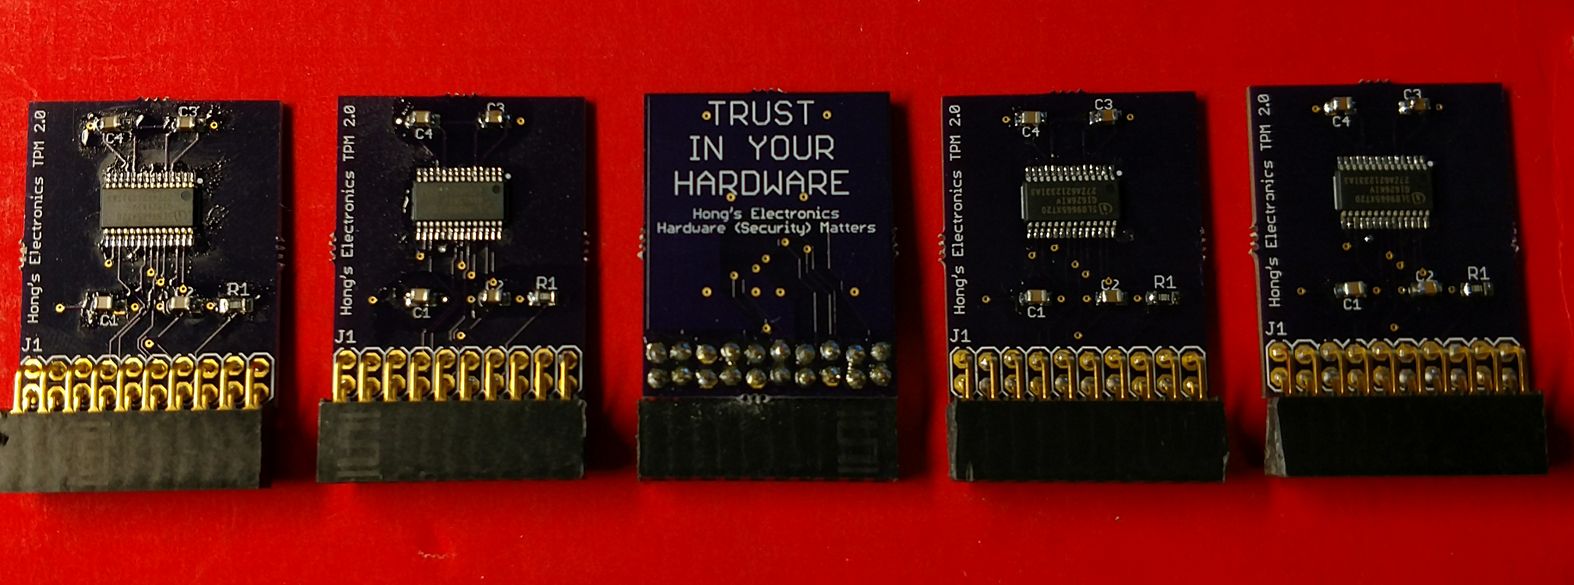 C3
C4
Hong's Electronics TPM 2.0
C1
R1
J1
C3
C4
Hong's Electronics TPM 2.0
C1
R1
J1
TRUST
IN YOUR
HARDWARE
Hong's Electronics
Hardware (Security) Matters
C3
C4
Hong's Electronics TPM 2.0
C1
C2
R1
J1
C3
C4
Hong's Electronics TPM 2.0
C1
R1
J1